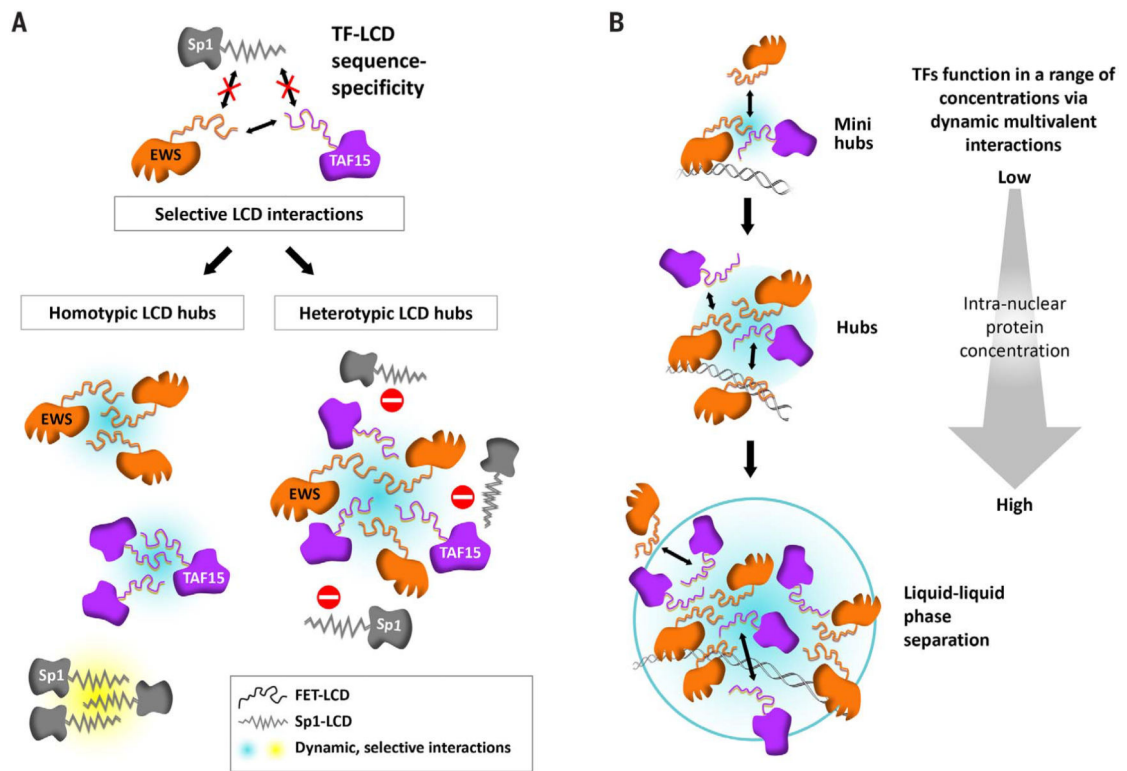 A
Sp1
TF-LCD
sequence-
specificity
EWS
TAF15
Selective LCD interactions
Homotypic LCD hubs
Heterotypic LCD hubs
EWS
EWS
TAF15
TAF15
Sp1
Sp1
FET-LCD
Sp1-LCD
Dynamic, selective interactions
B
Mini
hubs
Hubs
Liquid-liquid
phase
separation
TFs function in a range of
concentrations via
dynamic multivalent
interactions
Low
Intra-nuclear
protein
concentration
High